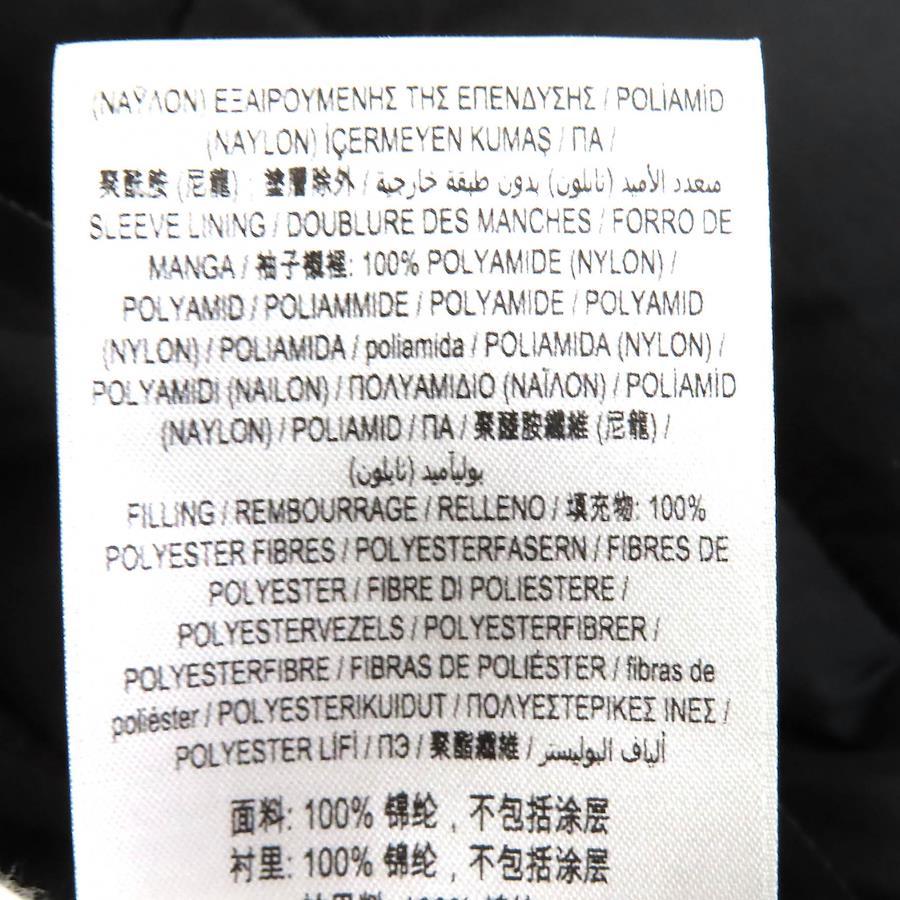 (ΝΑΫΛΟΝ) ΕΞΑΙΡΟΥΜΕΝΗΣ ΤΗΣ ΕΠΕΝΔΥΣΗΣ / POLİAMİD
(NAYLON) İÇERMEYEN KUMAŞ / ПА /
聚酰胺 (尼龍) ; 塗層除外 / متعدد الأميد (نايلون) بدون طبقة خارجية
SLEEVE LINING / DOUBLURE DES MANCHES / FORRO DE
MANGA / 袖子襯裡: 100% POLYAMIDE (NYLON) /
POLYAMID / POLIAMMIDE / POLYAMIDE / POLYAMID
(NYLON) / POLIAMIDA / poliamida / POLIAMIDA (NYLON) /
POLYAMIDI (NAILON) / ΠΟΛΥΑΜΙΔΙΟ (ΝΑΪΛΟΝ) / POLİAMİD
(NAYLON) / POLIAMID / ПА / 聚醯胺纖維 (尼龍) /
بولياميد (نايلون)
FILLING / REMBOURRAGE / RELLENO / 填充物: 100%
POLYESTER FIBRES / POLYESTERFASERN / FIBRES DE
POLYESTER / FIBRE DI POLIESTERE /
POLYESTERVEZELS / POLYESTERFIBRER /
POLYESTERFIBRE / FIBRAS DE POLIÉSTER / fibras de
poliéster / POLYESTERIKUIDUT / ΠΟΛΥΕΣΤΕΡΙΚΕΣ ΙΝΕΣ /
POLYESTER LİFİ / ПЭ / 聚酯纖維 / ألياف البوليستر
面料: 100% 锦纶，不包括涂层
衬里: 100% 锦纶，不包括涂层